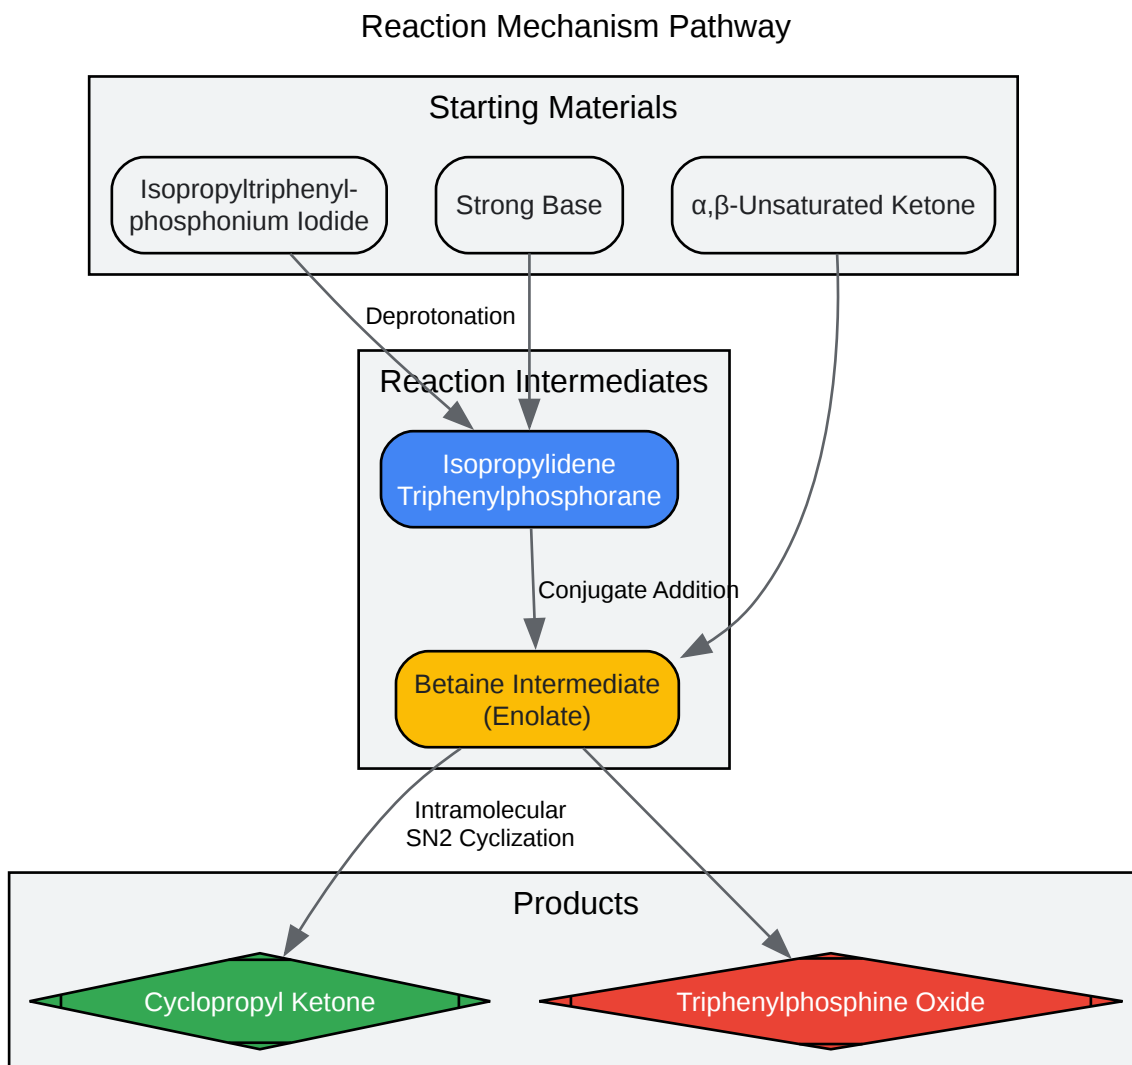 Reaction Mechanism Pathway
Starting Materials
Isopropyltriphenyl-
phosphonium Iodide
Strong Base
α,β-Unsaturated Ketone
Deprotonation
Reaction Intermediates
Isopropylidene
Triphenylphosphorane
Conjugate Addition
Betaine Intermediate
(Enolate)
Intramolecular
SN2 Cyclization
Products
Cyclopropyl Ketone
Triphenylphosphine Oxide